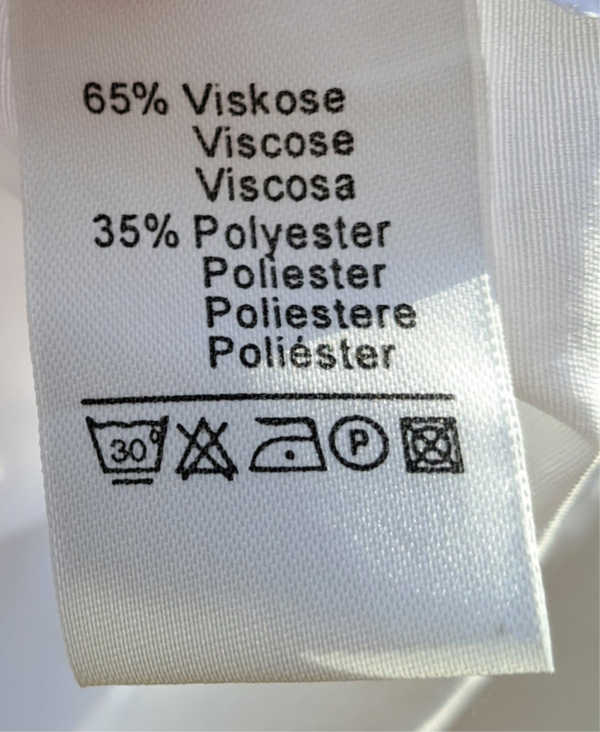 65% Viskose
Viscose
Viscosa
35% Polyester
Poliester
Poliestere
Poliéster
30° P